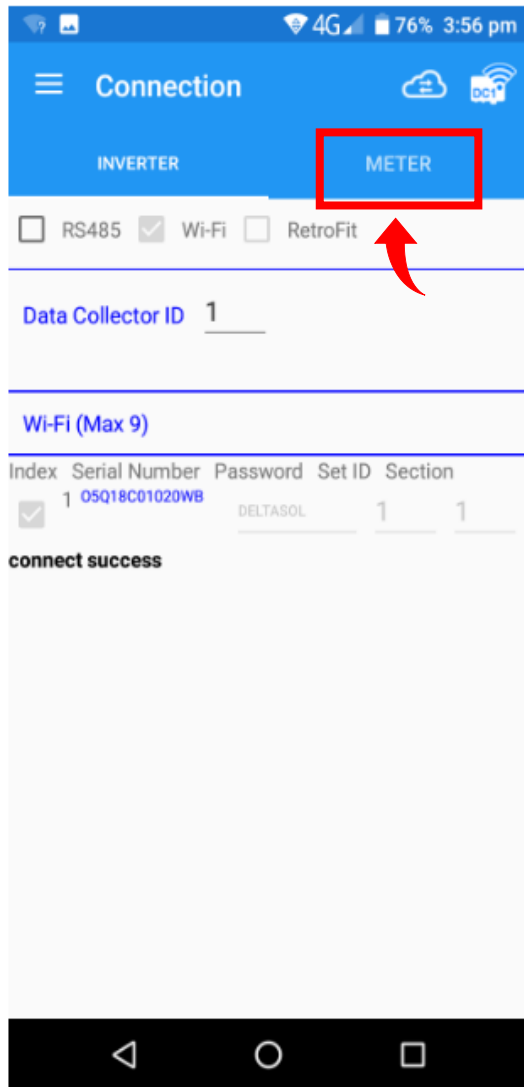 4G 76% 3:56 pm
Connection
DC1
INVERTER METER
RS485 Wi-Fi RetroFit
Data Collector ID 1
Wi-Fi (Max 9)
Index Serial Number Password Set ID Section
1 O5Q18C01020WB DELTASOL 1 1
connect success